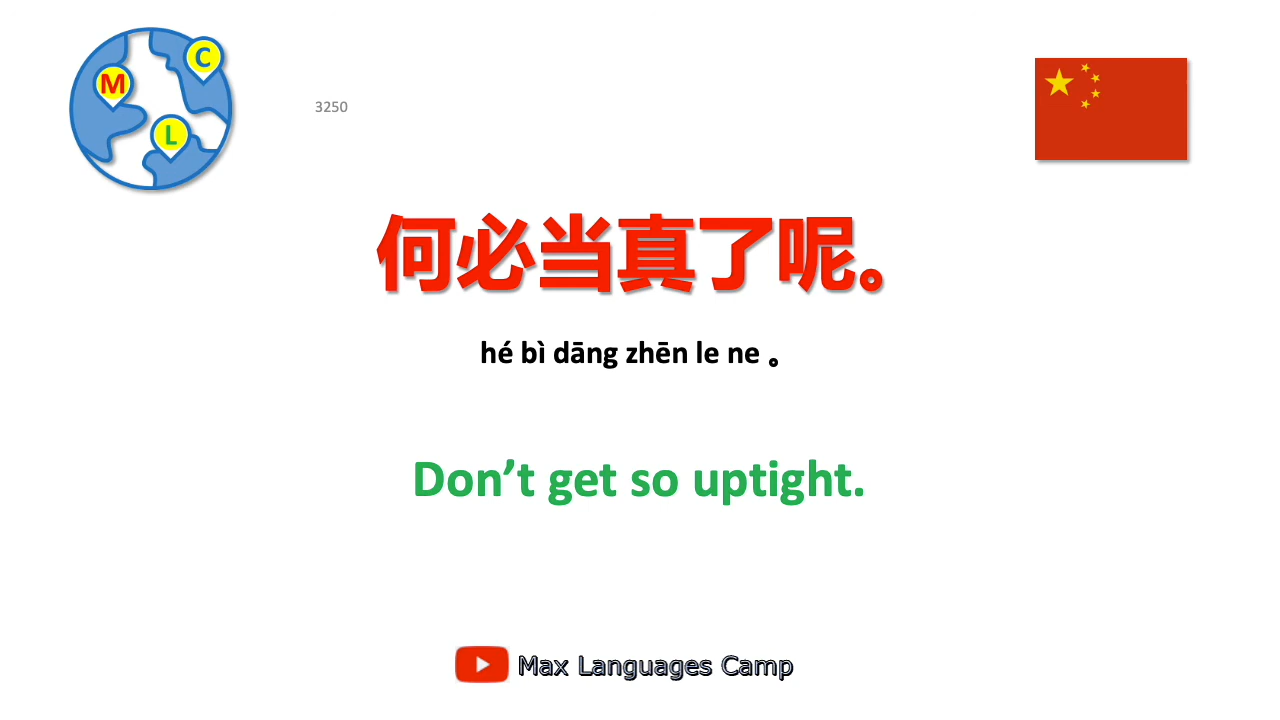 C
M
L
3250
何必当真了呢。
hé bì dāng zhēn le ne 。
Don’t get so uptight.
Max Languages Camp